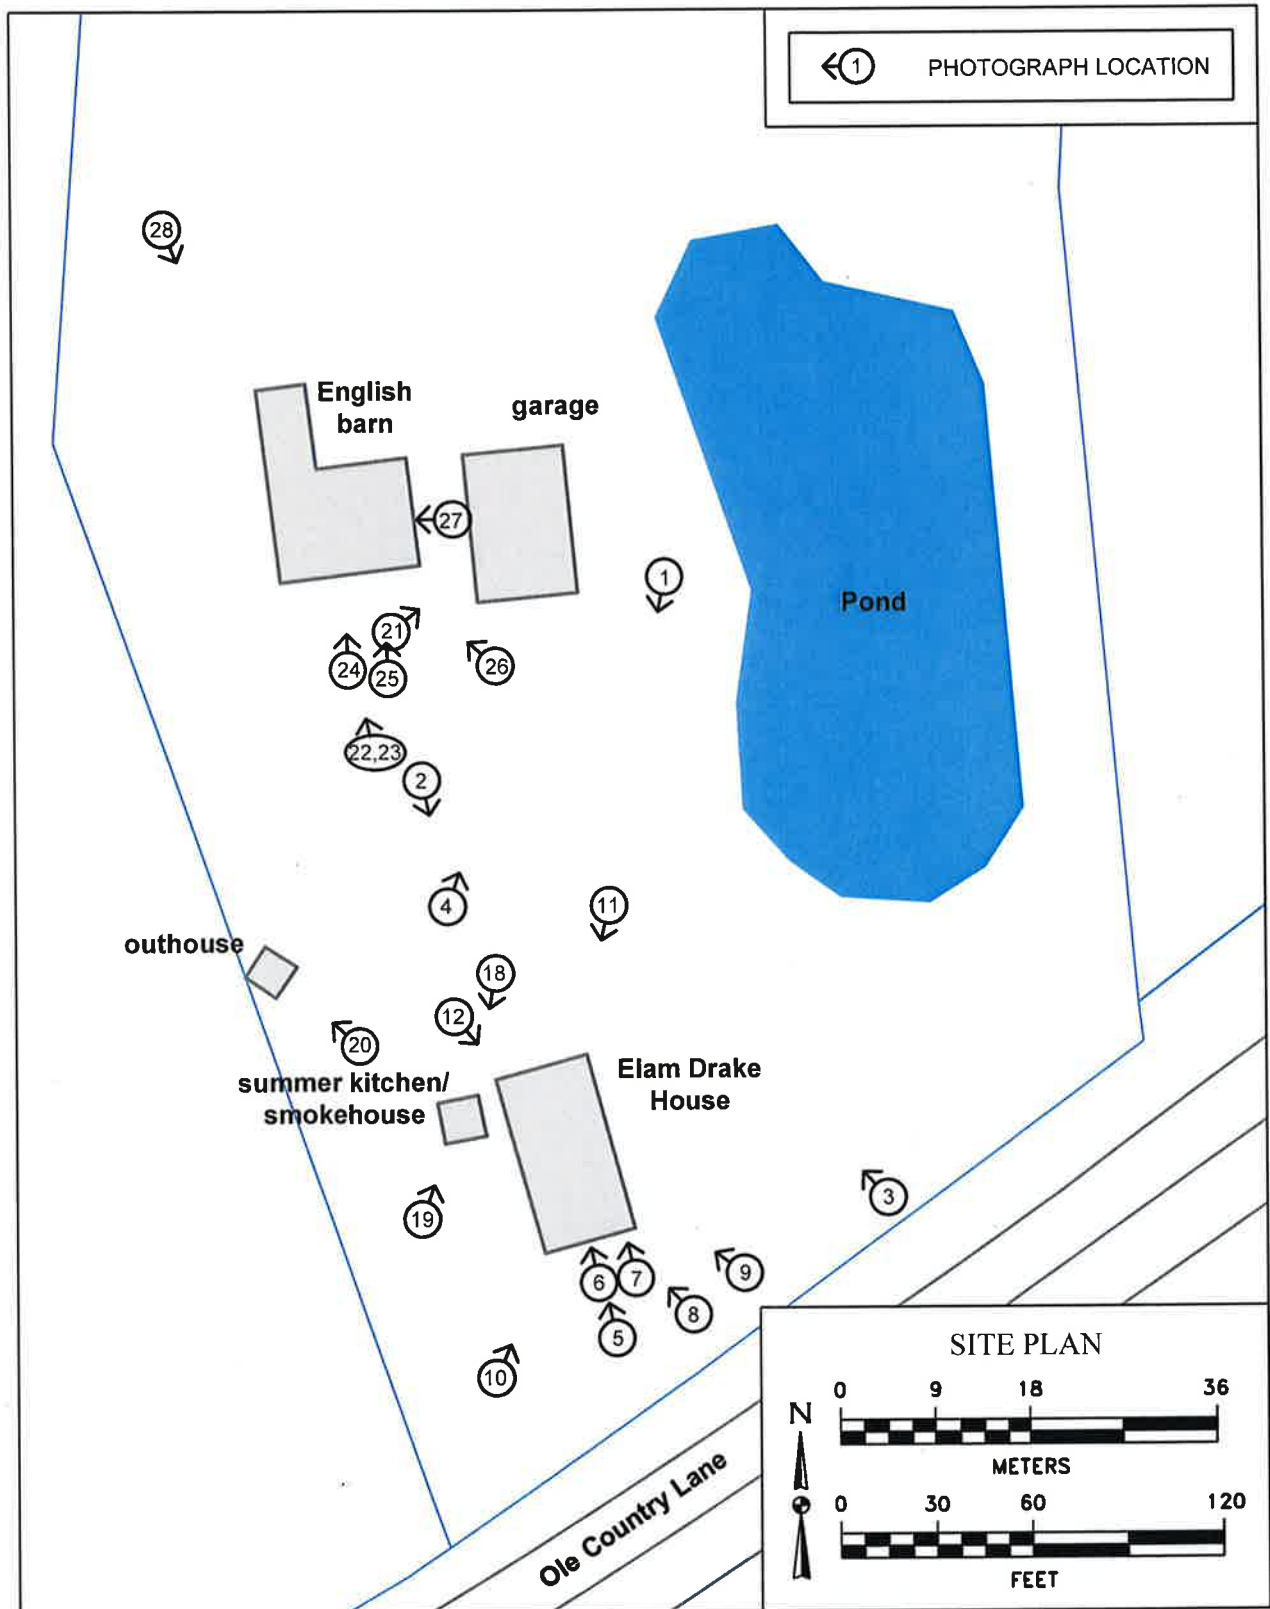 1 PHOTOGRAPH LOCATION
28
English
barn
garage
27
1
Pond
21
24
25
26
22,23
2
4
11
outhouse
18
12
20
summer kitchen/
smokehouse
Elam Drake
House
3
19
6
7
9
8
5
10
Ole Country Lane
SITE PLAN
N
0 9 18 36
METERS
0 30 60 120
FEET